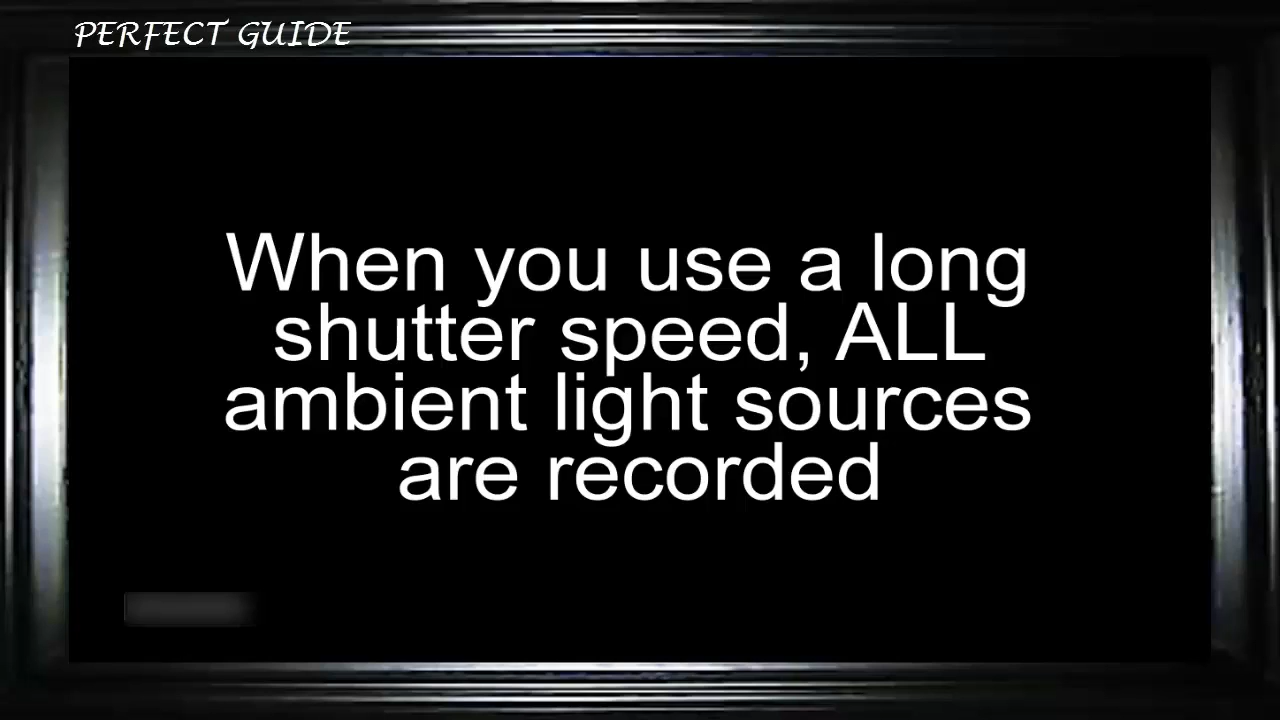 PERFECT GUIDE
When you use a long
shutter speed, ALL
ambient light sources
are recorded